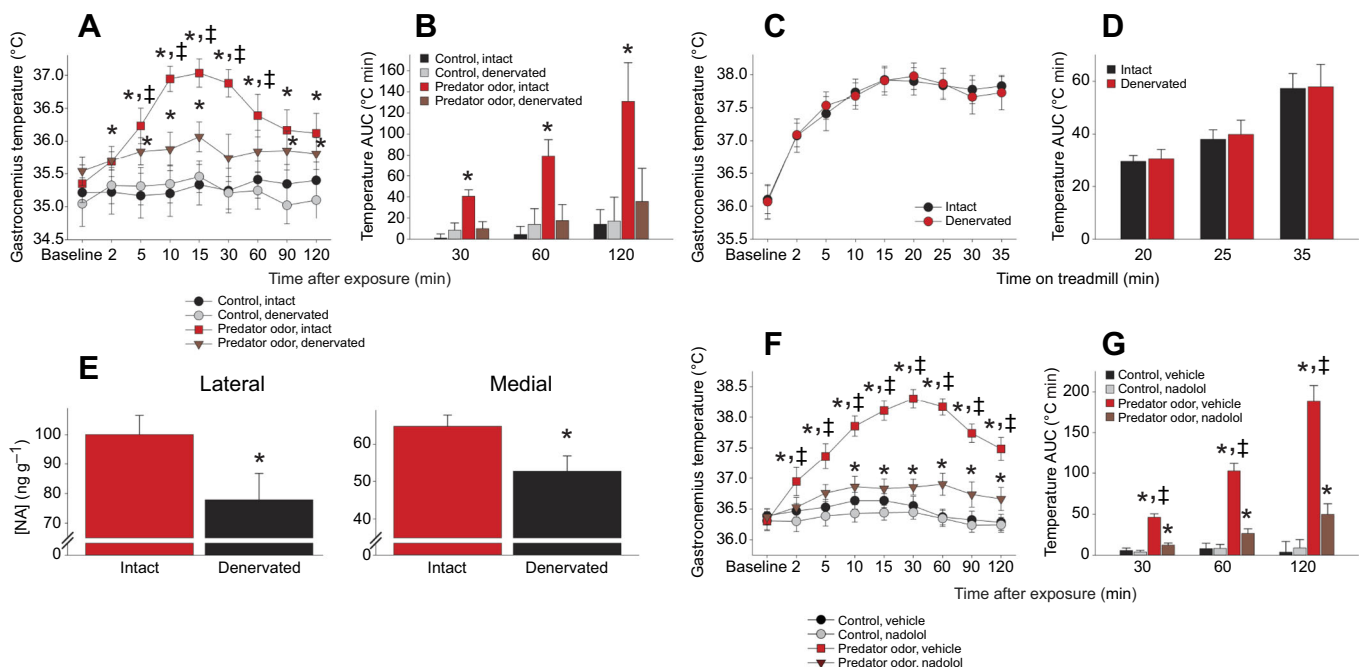 A
Gastrocnemius temperature (°C)
37.0
36.5
36.0
35.5
35.0
34.5
*,‡
*,‡
*,‡
*,‡
*,‡
*
*
*
*
*
*
*
*
Baseline 2 5 10 15 30 60 90 120
B
Temperature AUC (°C min)
160
140
120
100
80
60
40
20
0
Control, intact
Control, denervated
Predator odor, intact
Predator odor, denervated
*
*
*
30 60 120
Time after exposure (min)
Control, intact
Control, denervated
Predator odor, intact
Predator odor, denervated
C
Gastrocnemius temperature (°C)
38.0
37.5
37.0
36.5
36.0
35.5
Intact
Denervated
Baseline 2 5 10 15 20 25 30 35
D
Temperature AUC (°C min)
60
40
20
0
Intact
Denervated
20 25 35
Time on treadmill (min)
E
Lateral
[NA] (ng g–1)
100
90
80
70
0
*
Intact Denervated
Medial
60
50
40
0
*
Intact Denervated
F
Gastrocnemius temperature (°C)
38.5
38.0
37.5
37.0
36.5
36.0
*,‡
*,‡
*,‡
*,‡
*,‡
*,‡
*,‡
*,‡
*
*
*
*
*
*
Baseline 2 5 10 15 30 60 90 120
G
Temperature AUC (°C min)
200
150
100
50
0
Control, vehicle
Control, nadolol
Predator odor, vehicle
Predator odor, nadolol
*,‡
*
*,‡
*
*,‡
*
30 60 120
Time after exposure (min)
Control, vehicle
Control, nadolol
Predator odor, vehicle
Predator odor, nadolol